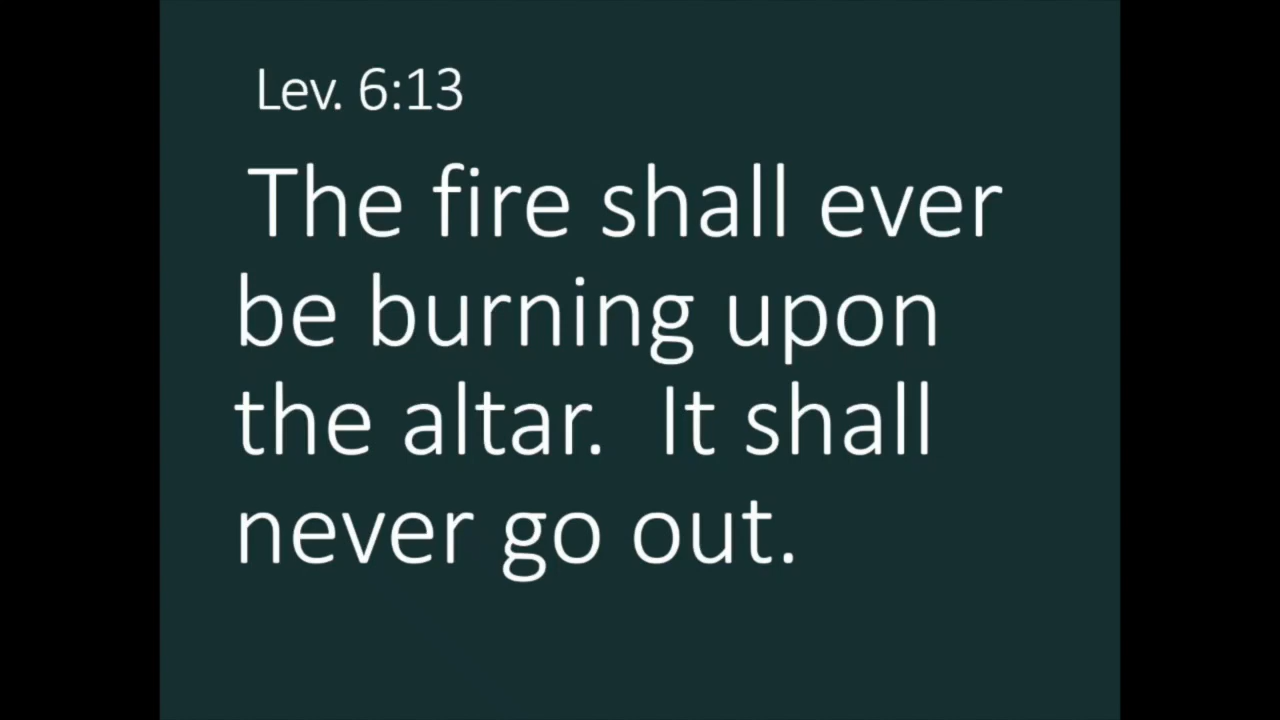 Lev. 6:13
The fire shall ever
be burning upon
the altar.  It shall
never go out.